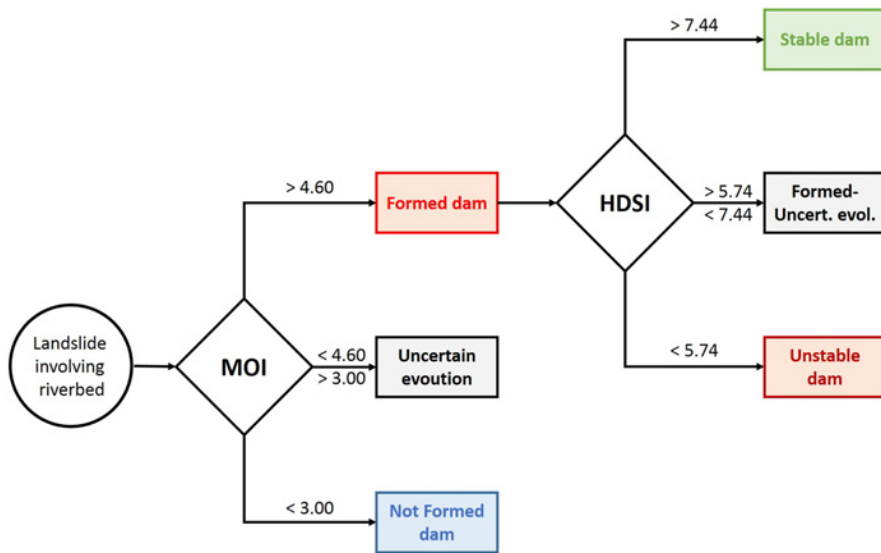 Landslide
involving
riverbed
MOI
> 4.60
Formed dam
< 4.60
> 3.00
Uncertain
evoution
< 3.00
Not Formed
dam
HDSI
> 7.44
Stable dam
> 5.74
< 7.44
Formed-
Uncert. evol.
< 5.74
Unstable
dam